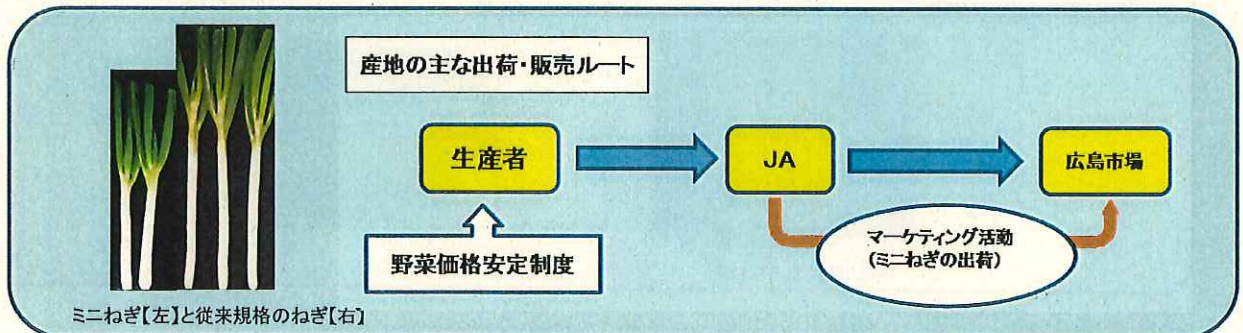 産地の主な出荷・販売ルート
生産者
JA
広島市場
野菜価格安定制度
マーケティング活動
(ミニねぎの出荷)
ミニねぎ【左】と従来規格のねぎ【右】